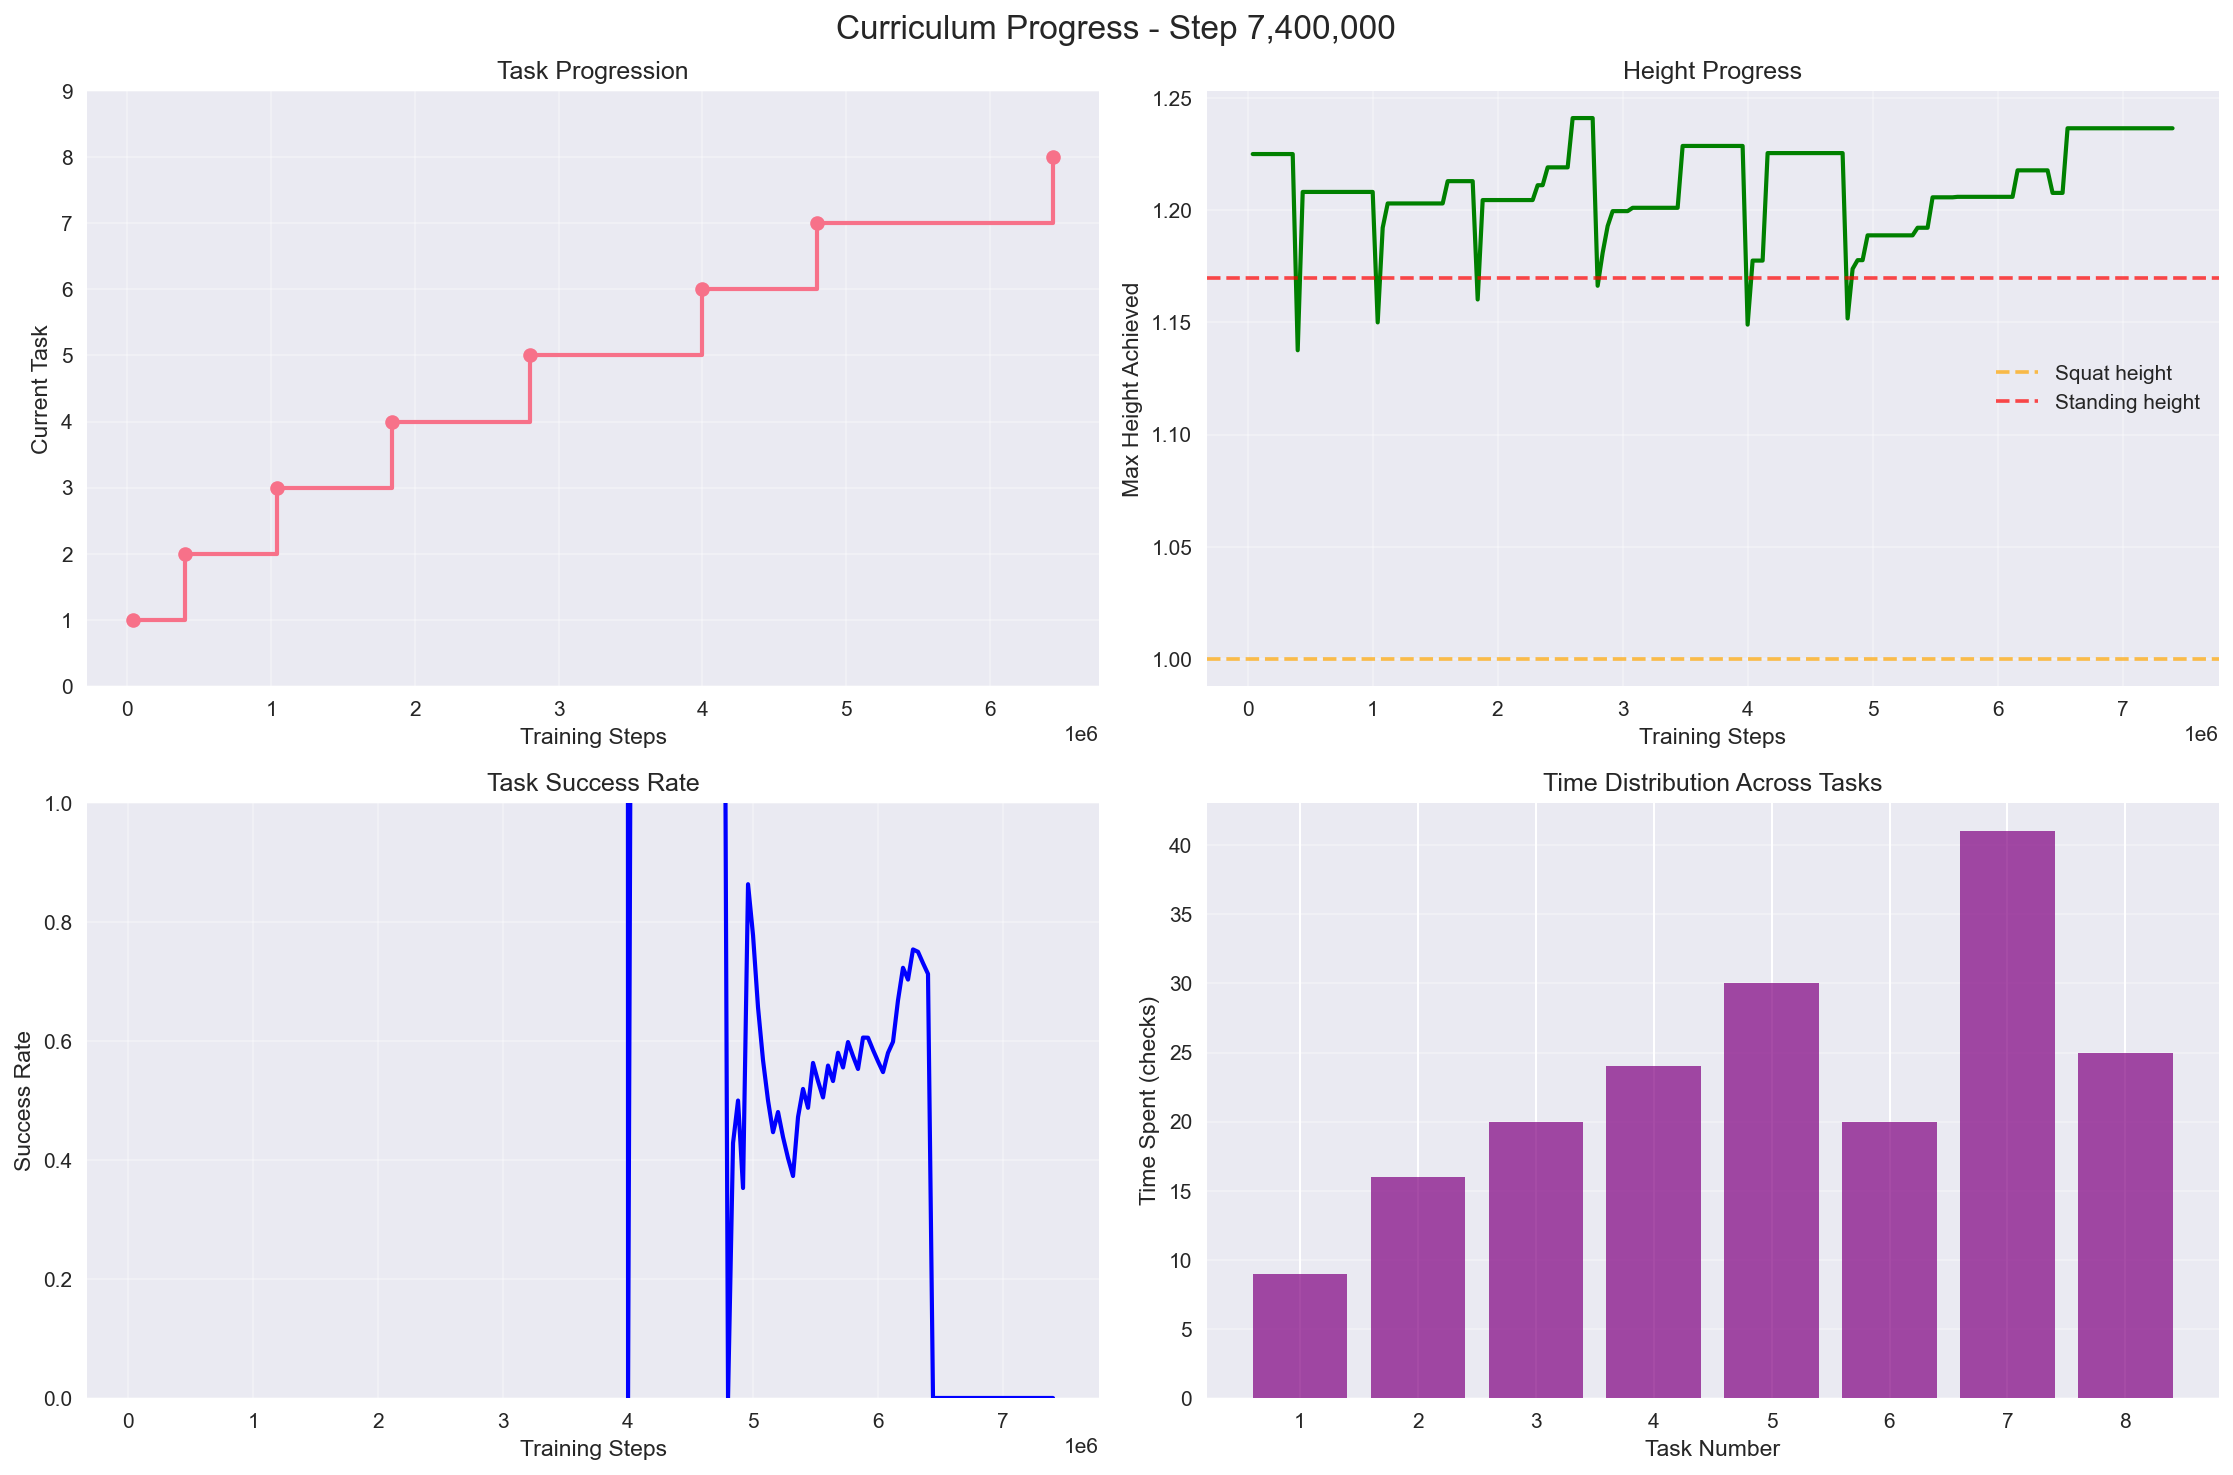 Curriculum Progress - Step 7,400,000
Task Progression
9
8
7
6
5
4
3
2
1
0
Current Task
0 1 2 3 4 5 6
1e6
Training Steps
Height Progress
1.25
1.20
1.15
1.10
1.05
1.00
Max Height Achieved
Squat height
Standing height
0 1 2 3 4 5 6 7
1e6
Training Steps
Task Success Rate
1.0
0.8
0.6
0.4
0.2
0.0
Success Rate
0 1 2 3 4 5 6 7
1e6
Training Steps
Time Distribution Across Tasks
40
35
30
25
20
15
10
5
0
Time Spent (checks)
1 2 3 4 5 6 7 8
Task Number